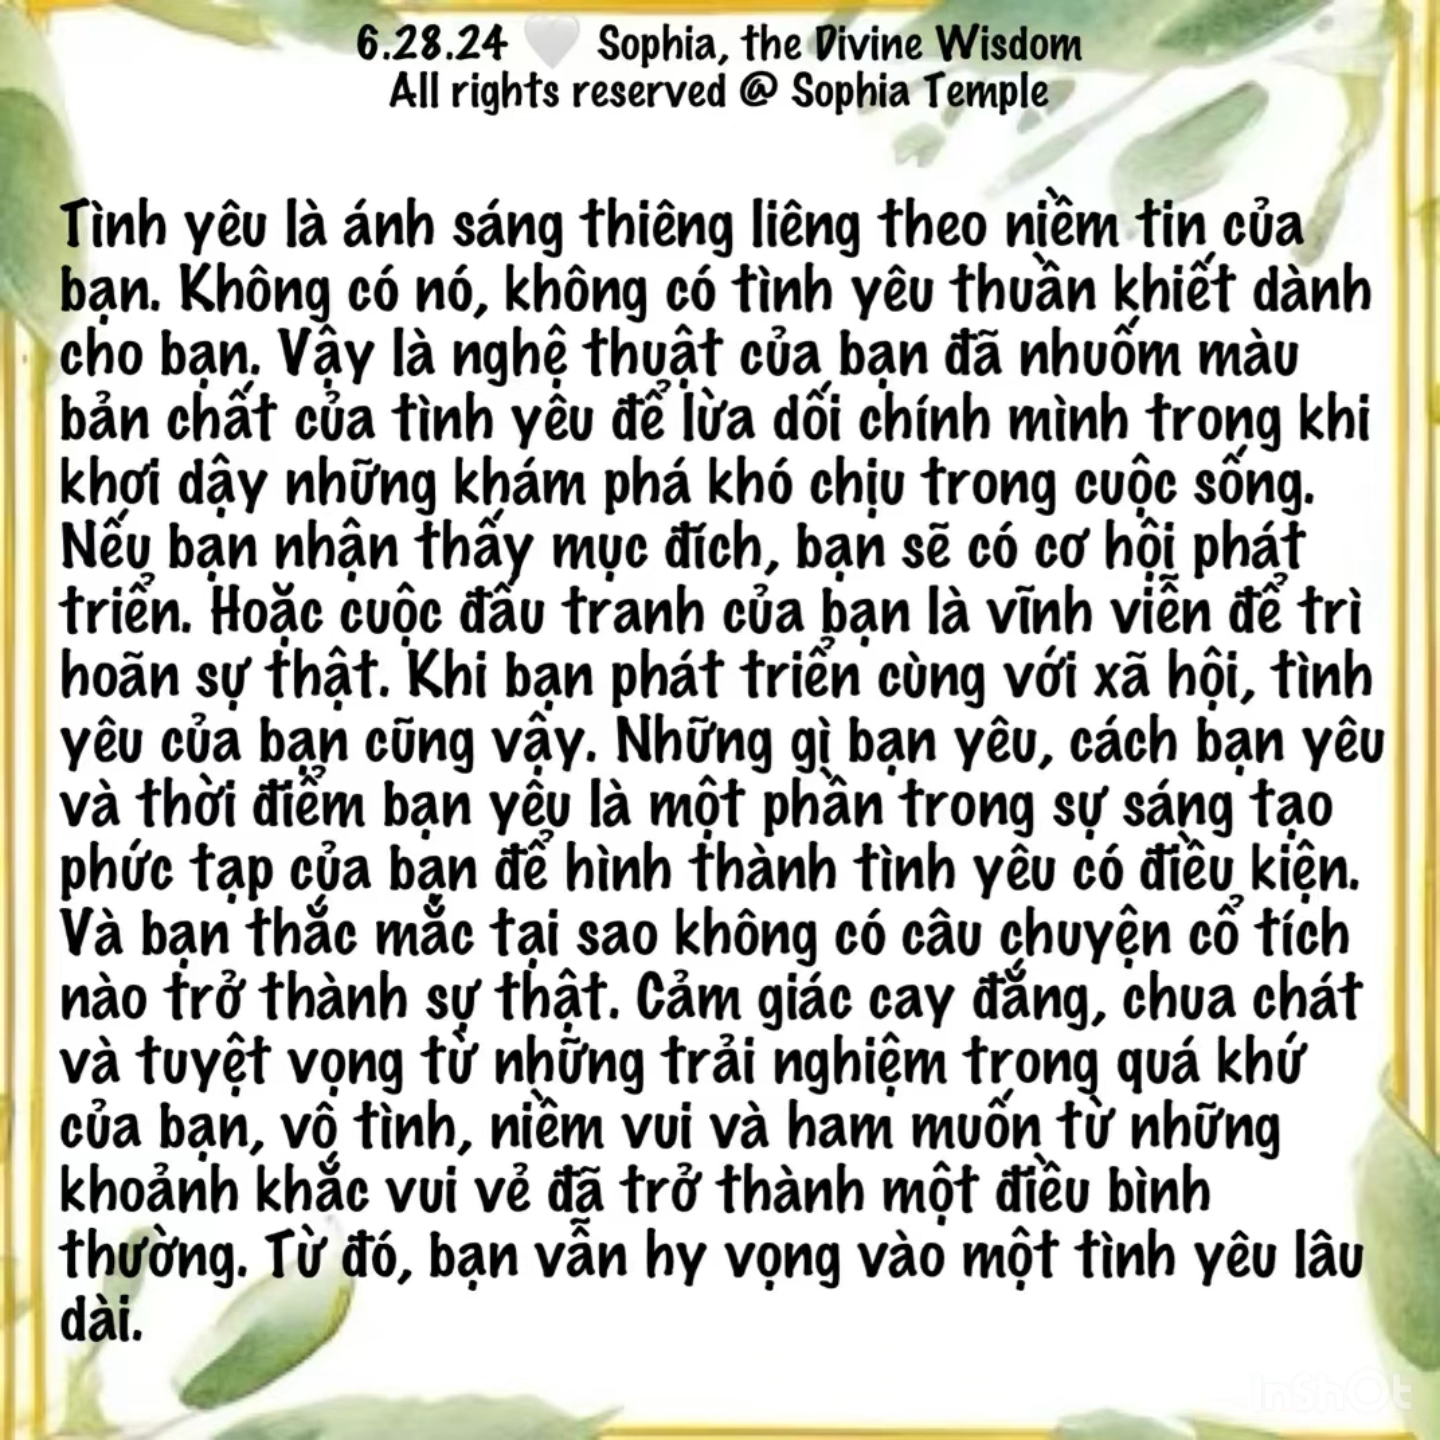 6.28.24 🤍 Sophia, the Divine Wisdom
All rights reserved @ Sophia Temple
Tình yêu là ánh sáng thiêng liêng theo niềm tin của
bạn. Không có nó, không có tình yêu thuần khiết dành
cho bạn. Vậy là nghệ thuật của bạn đã nhuốm màu
bản chất của tình yêu để lừa dối chính mình trong khi
khơi dậy những khám phá khó chịu trong cuộc sống.
Nếu bạn nhận thấy mục đích, bạn sẽ có cơ hội phát
triển. Hoặc cuộc đấu tranh của bạn là vĩnh viễn để trì
hoãn sự thật. Khi bạn phát triển cùng với xã hội, tình
yêu của bạn cũng vậy. Những gì bạn yêu, cách bạn yêu
và thời điểm bạn yêu là một phần trong sự sáng tạo
phức tạp của bạn để hình thành tình yêu có điều kiện.
Và bạn thắc mắc tại sao không có câu chuyện cổ tích
nào trở thành sự thật. Cảm giác cay đắng, chua chát
và tuyệt vọng từ những trải nghiệm trong quá khứ
của bạn, vô tình, niềm vui và ham muốn từ những
khoảnh khắc vui vẻ đã trở thành một điều bình
thường. Từ đó, bạn vẫn hy vọng vào một tình yêu lâu
dài.
InShOt